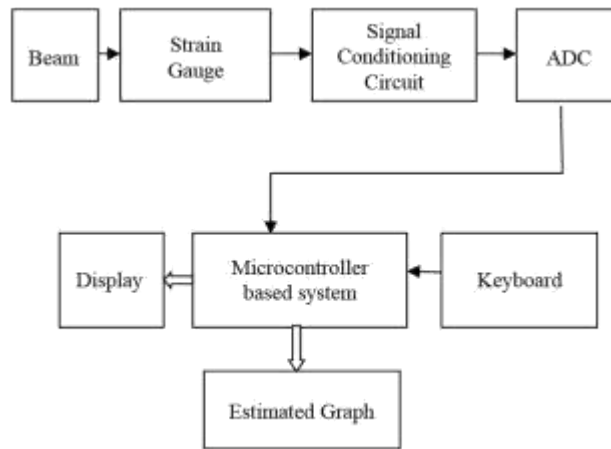 Beam
Strain
Gauge
Signal
Conditioning
Circuit
ADC
Display
Microcontroller
based system
Keyboard
Estimated Graph